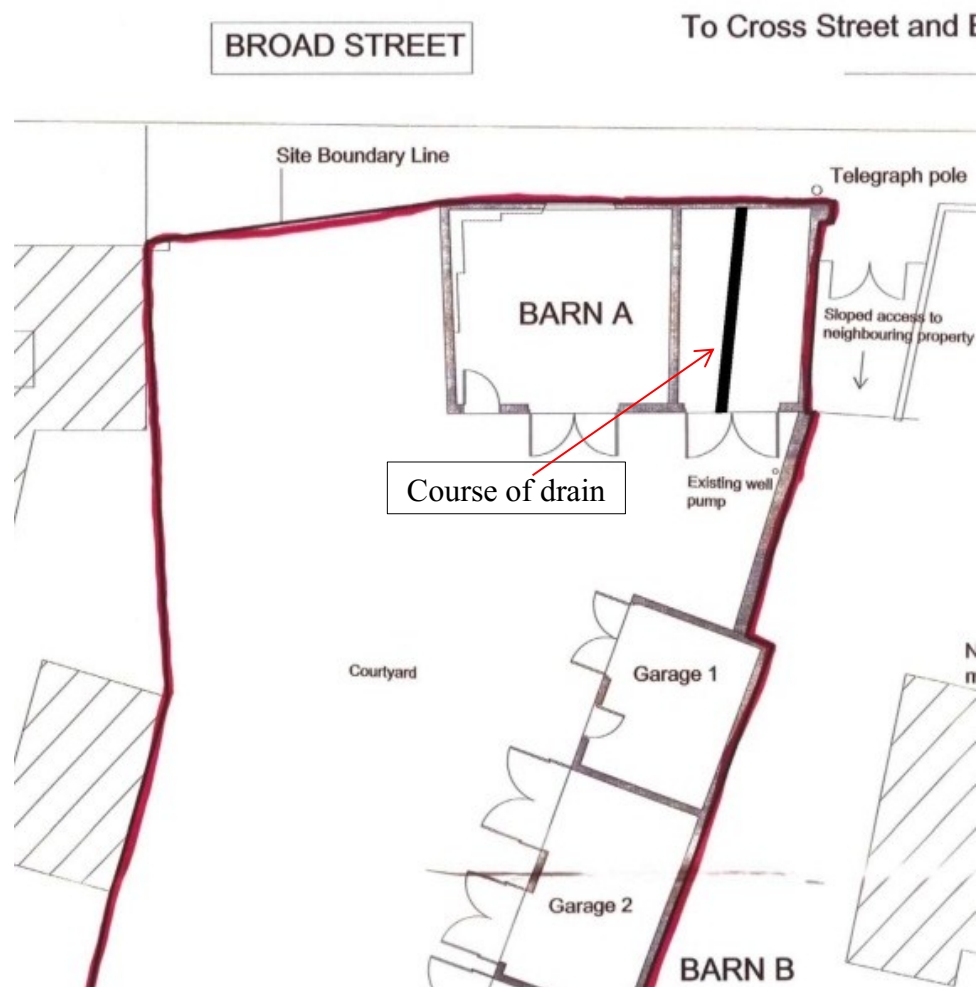 BROAD STREET
To Cross Street and
Site Boundary Line
Telegraph pole
BARN A
Sloped access to
neighbouring property
Course of drain
Existing well
pump
Courtyard
Garage 1
Garage 2
BARN B